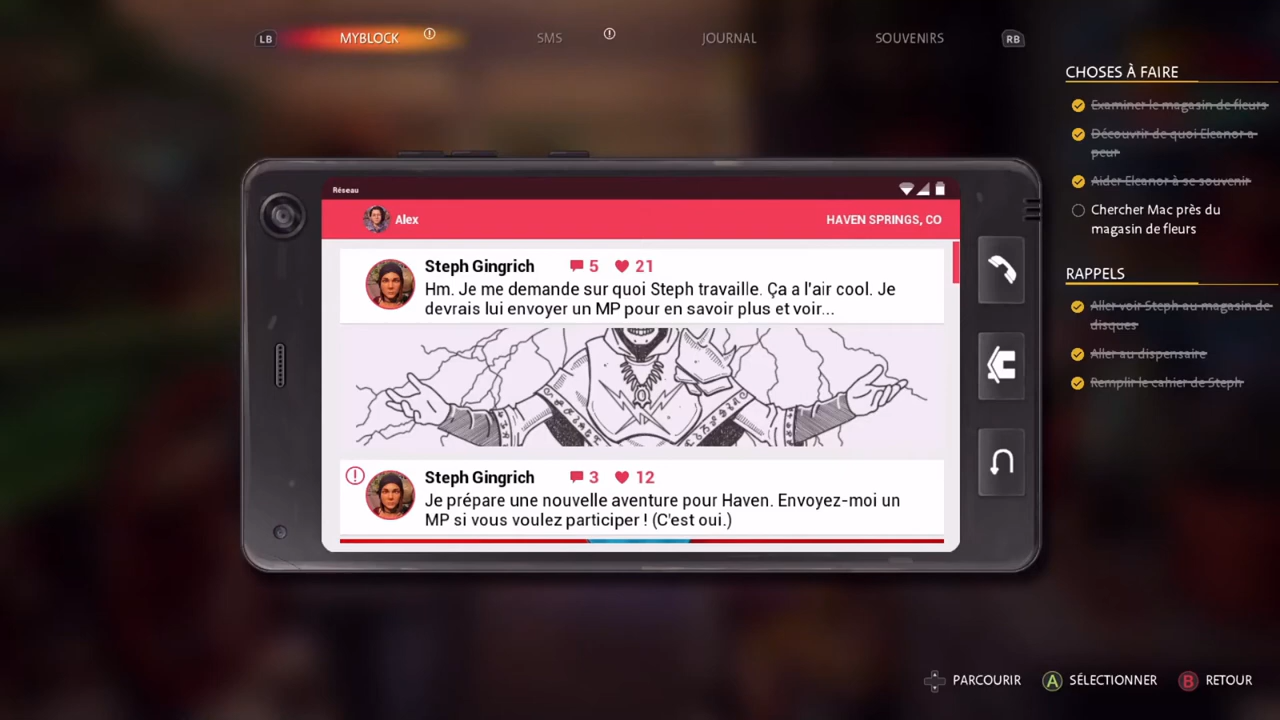 LB
MYBLOCK
SMS
JOURNAL
SOUVENIRS
RB
CHOSES À FAIRE
Examiner le magasin de fleurs
Découvrir de quoi Eleanor a
peur
Aider Eleanor à se souvenir
Chercher Mac près du
magasin de fleurs
RAPPELS
Aller voir Steph au magasin de
disques
Aller au dispensaire
Remplir le cahier de Steph
Réseau
Alex
HAVEN SPRINGS, CO
Steph Gingrich 5 21
Hm. Je me demande sur quoi Steph travaille. Ça a l'air cool. Je
devrais lui envoyer un MP pour en savoir plus et voir...
Steph Gingrich 3 12
Je prépare une nouvelle aventure pour Haven. Envoyez-moi un
MP si vous voulez participer ! (C'est oui.)
PARCOURIR
A SÉLECTIONNER
B RETOUR